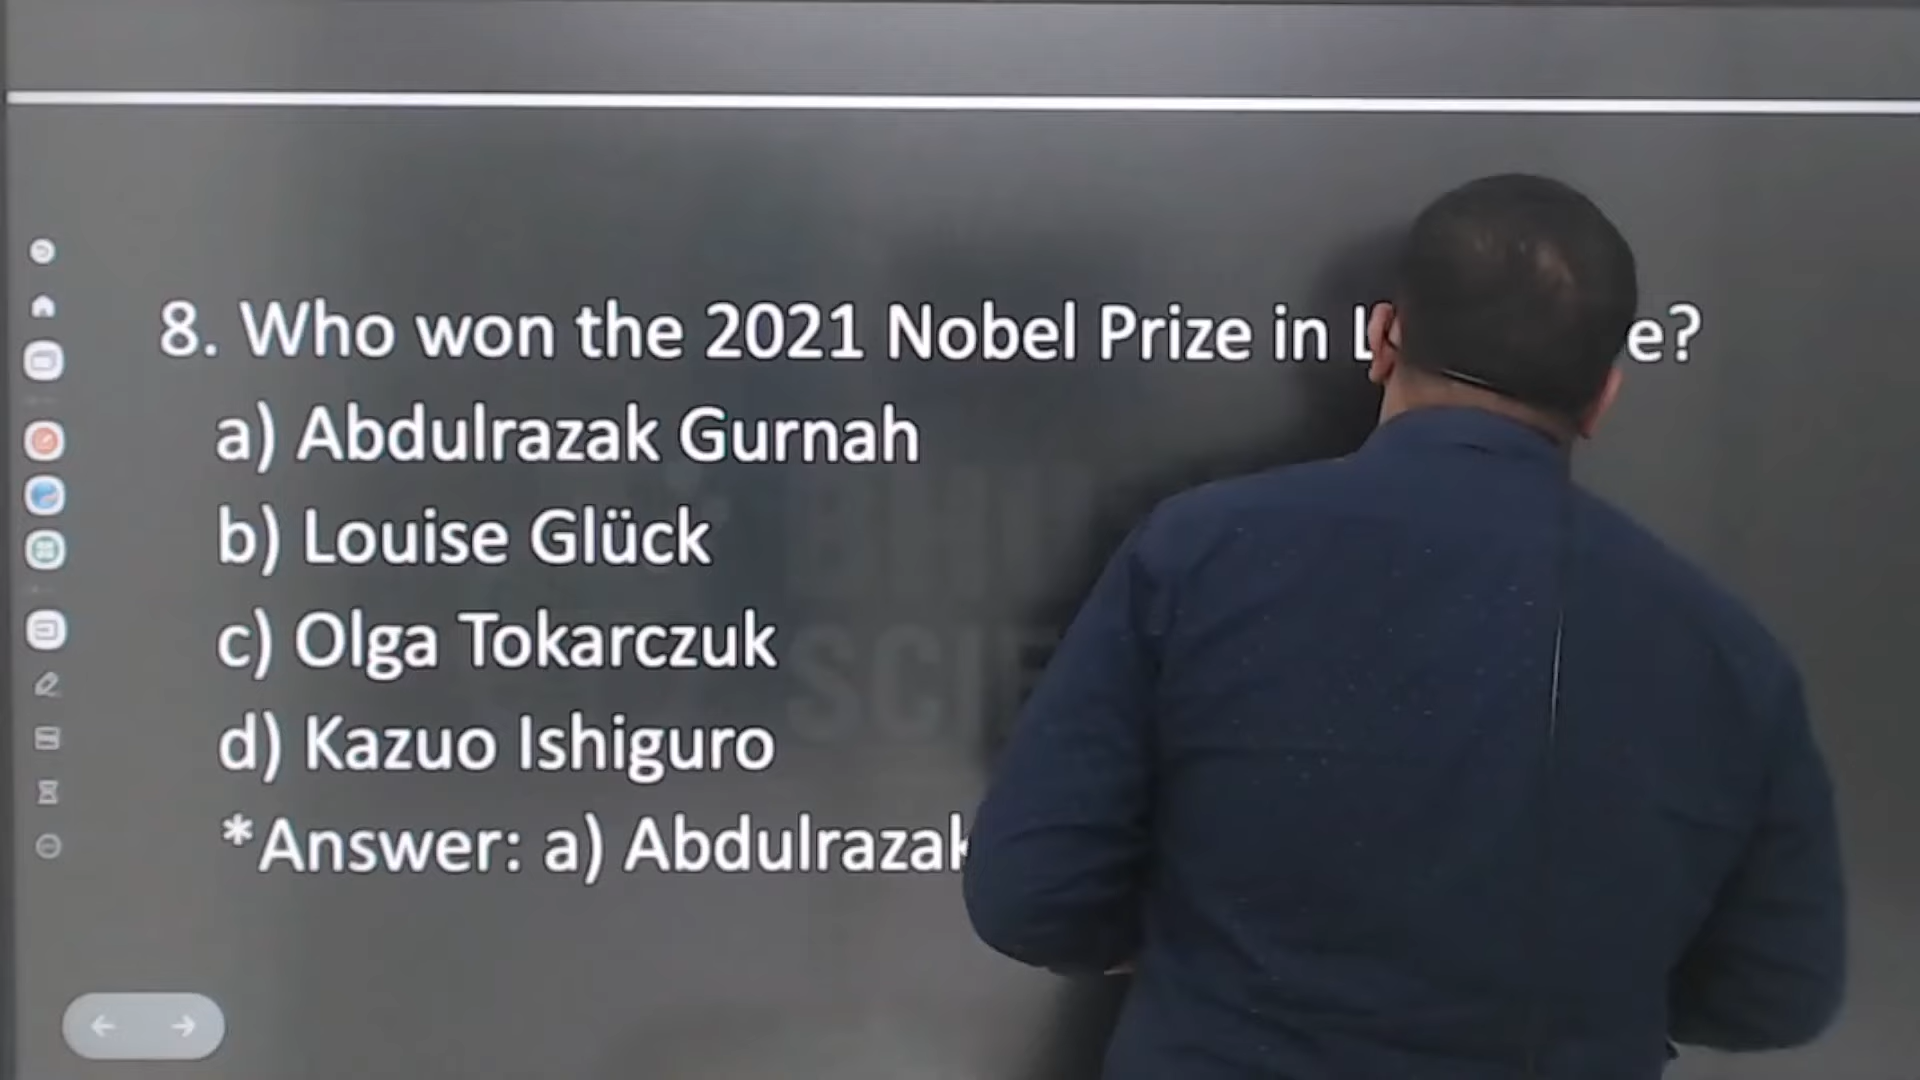 8. Who won the 2021 Nobel Prize in L e?
a) Abdulrazak Gurnah
b) Louise Glück
c) Olga Tokarczuk
d) Kazuo Ishiguro
*Answer: a) Abdulrazak